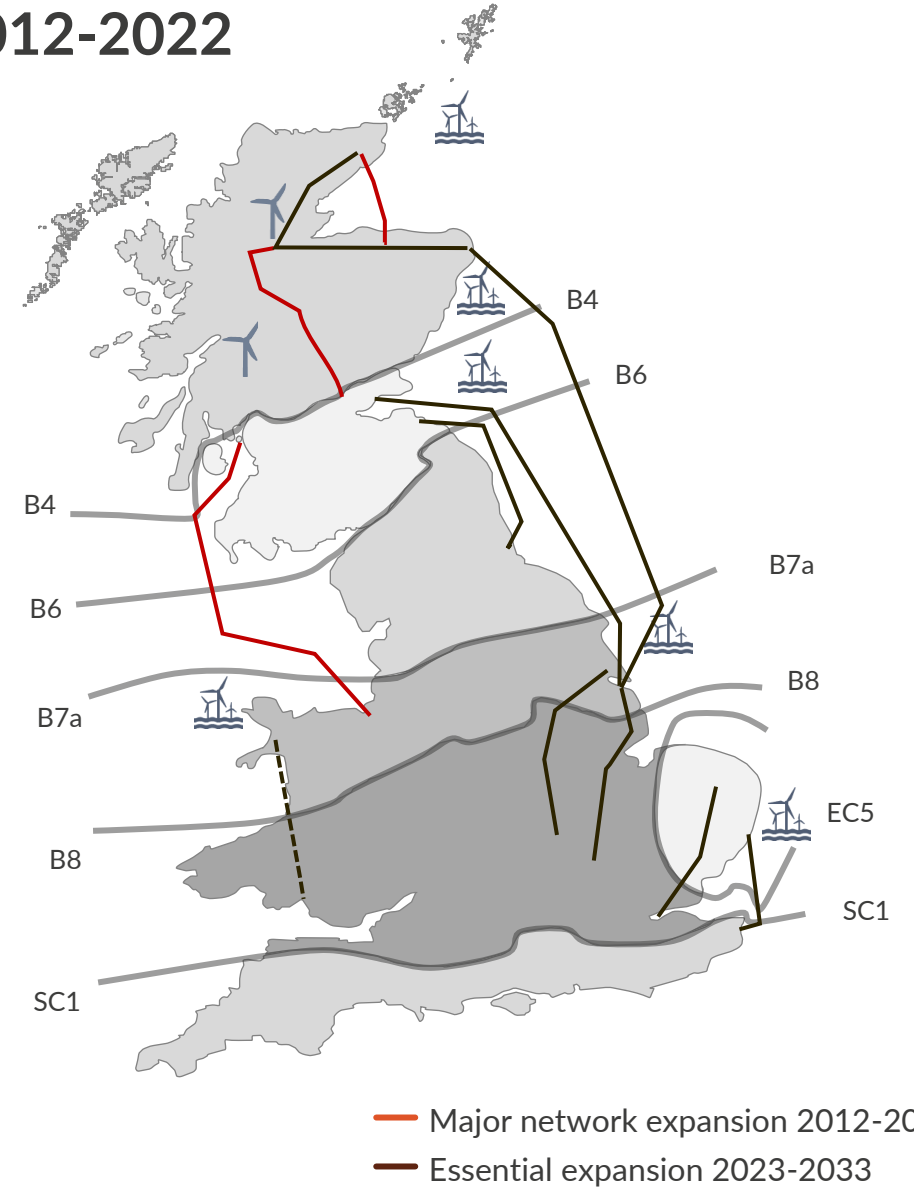 012-2022
B4
B6
B4
B7a
B6
B8
B7a
EC5
B8
SC1
SC1
Major network expansion 2012-20
Essential expansion 2023-2033